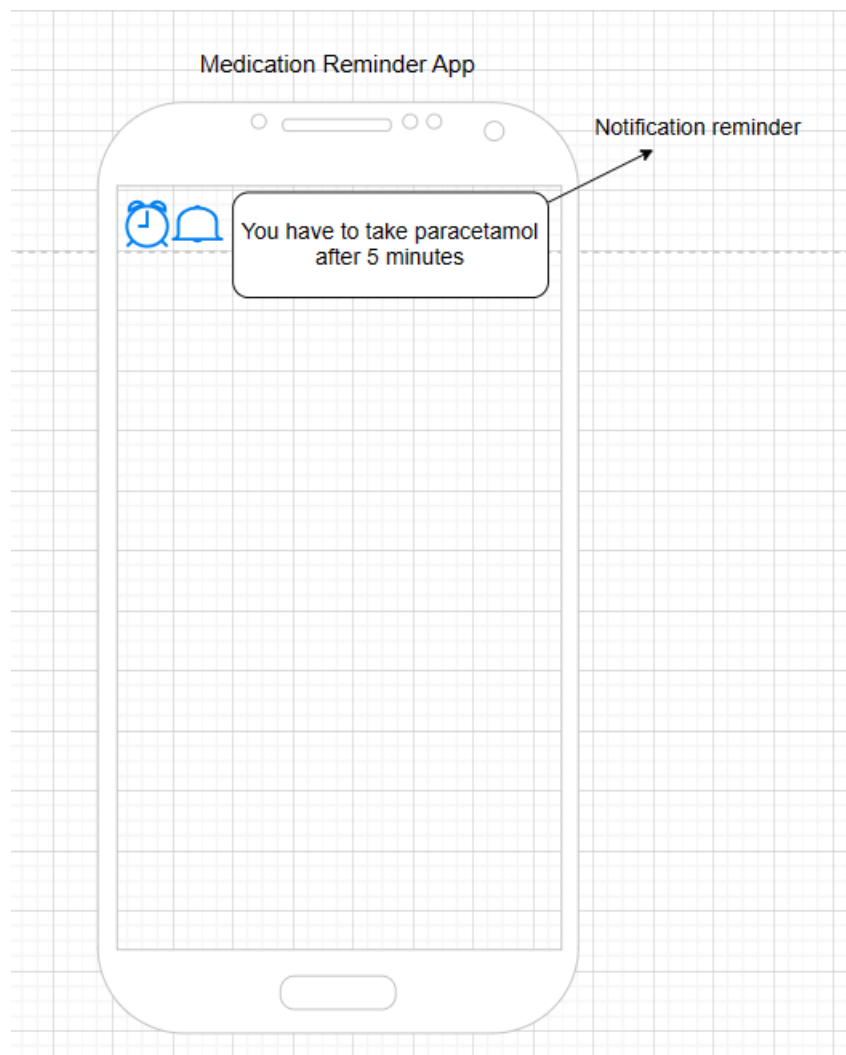 Medication Reminder App
Notification reminder
You have to take paracetamol
after 5 minutes